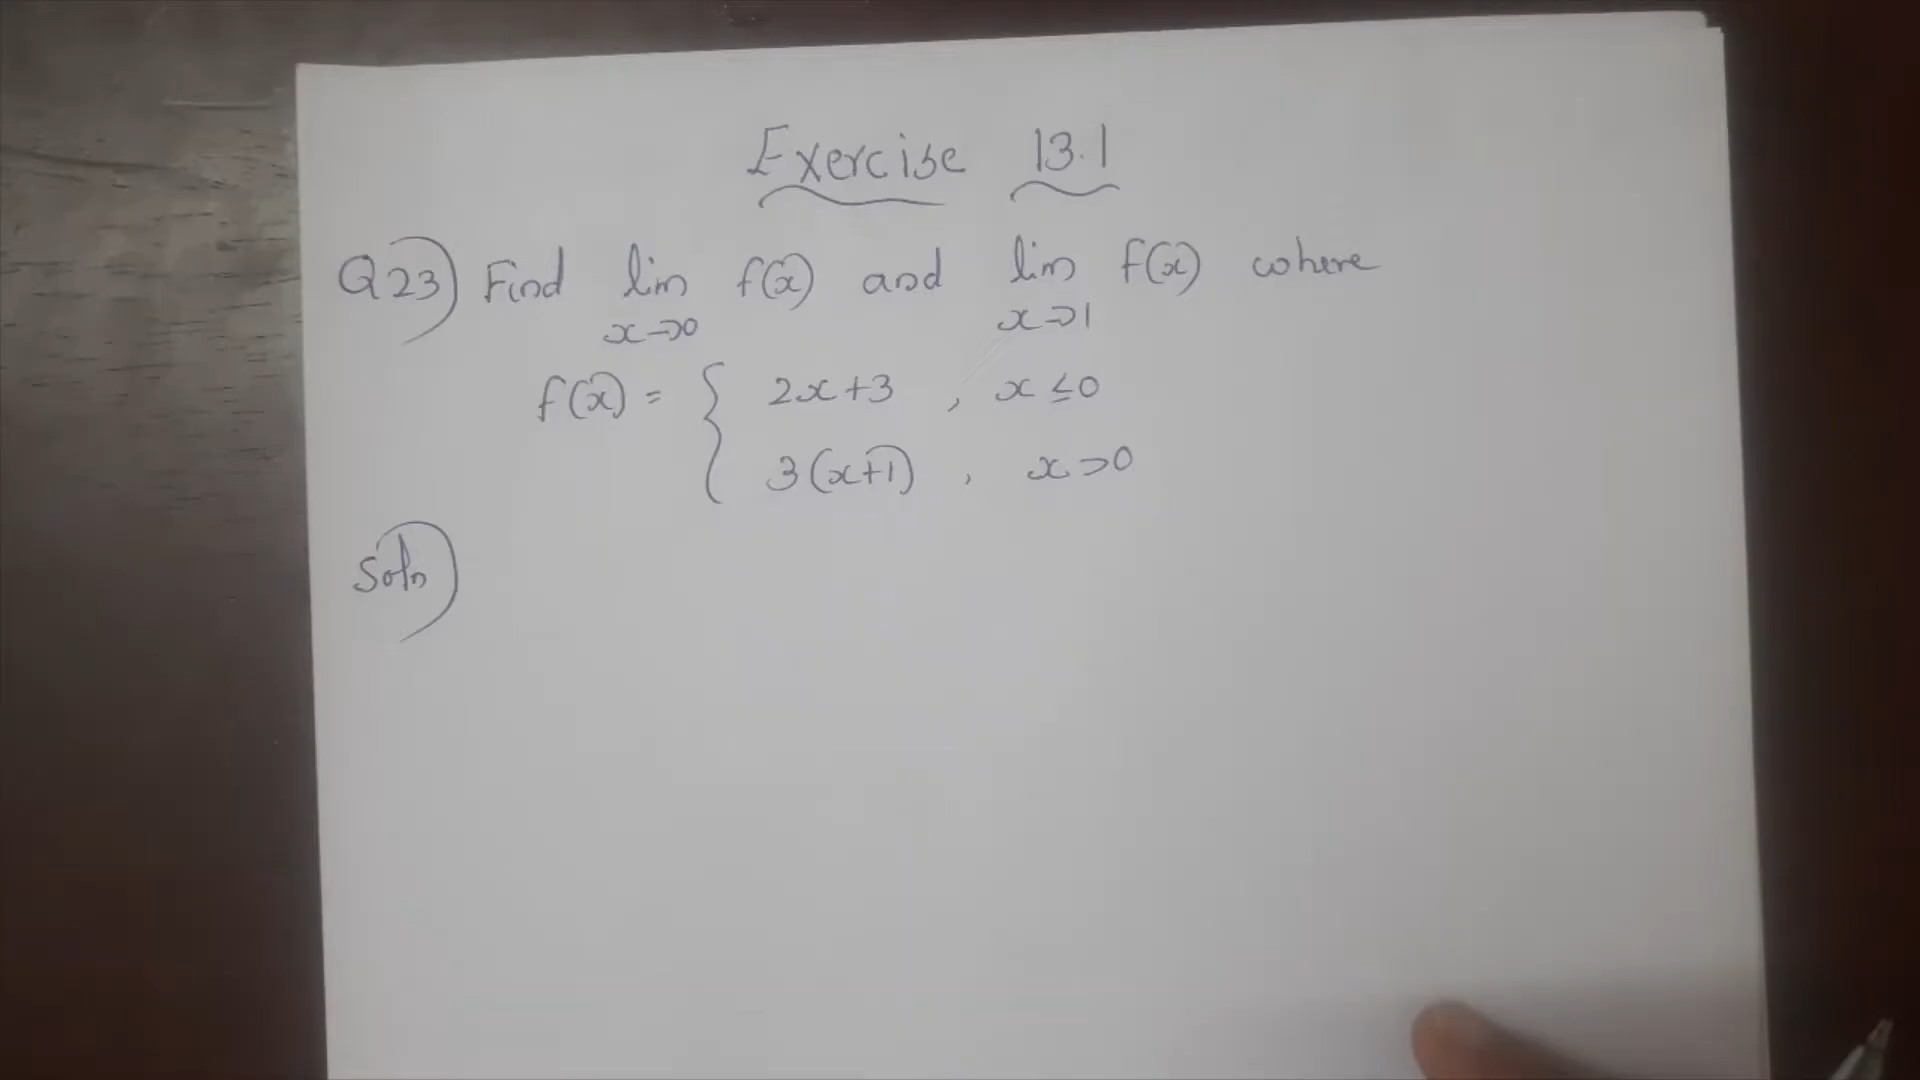 Exercise 13.1
Q23) Find lim f(x) and lim f(x) where
x→0 x→1
f(x) = { 2x+3 , x≤0
3(x+1) , x>0
Soln)